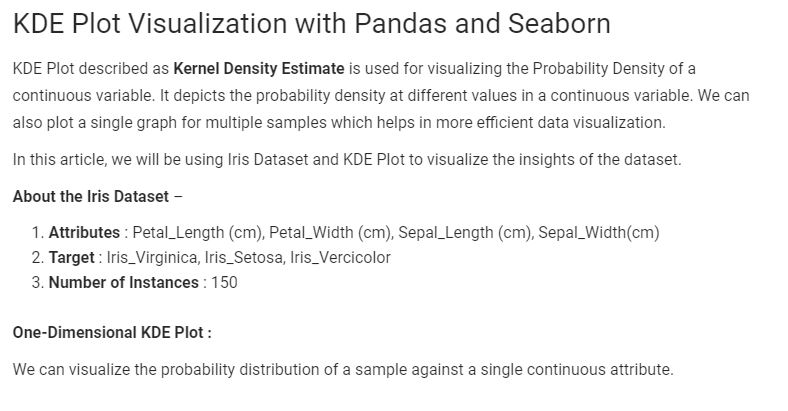 KDE Plot Visualization with Pandas and Seaborn
KDE Plot described as Kernel Density Estimate is used for visualizing the Probability Density of a
continuous variable. It depicts the probability density at different values in a continuous variable. We can
also plot a single graph for multiple samples which helps in more efficient data visualization.
In this article, we will be using Iris Dataset and KDE Plot to visualize the insights of the dataset.
About the Iris Dataset –
1. Attributes : Petal_Length (cm), Petal_Width (cm), Sepal_Length (cm), Sepal_Width(cm)
2. Target : Iris_Virginica, Iris_Setosa, Iris_Vercicolor
3. Number of Instances : 150
One-Dimensional KDE Plot :
We can visualize the probability distribution of a sample against a single continuous attribute.